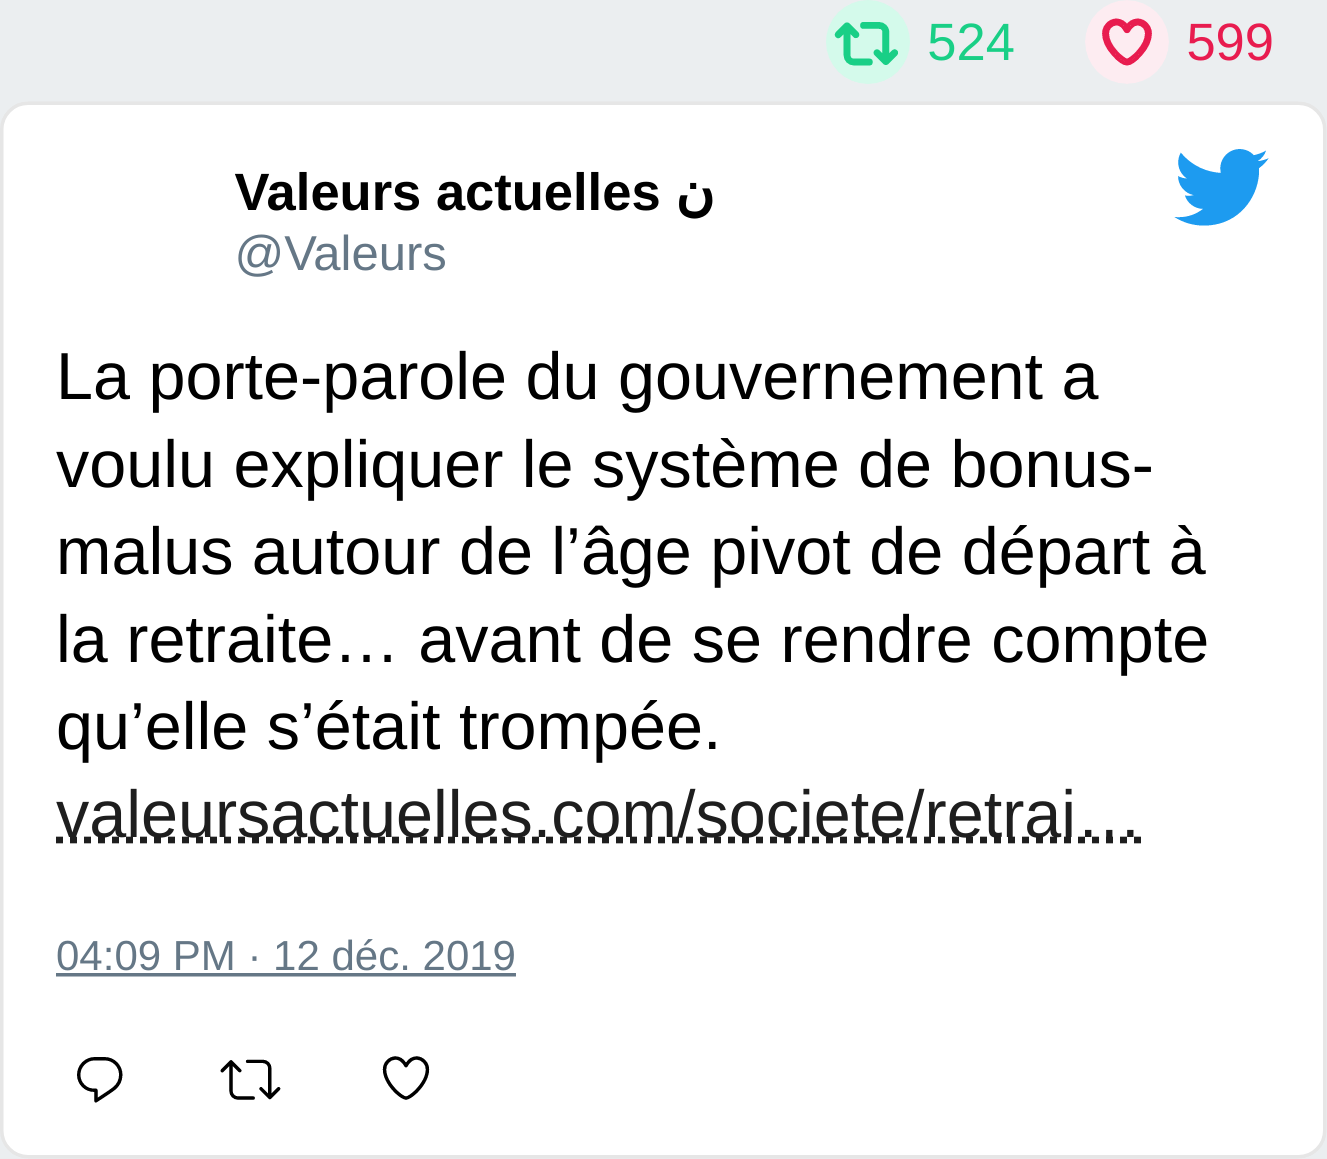 524 599
Valeurs actuelles ن
@Valeurs
La porte-parole du gouvernement a
voulu expliquer le système de bonus-
malus autour de l’âge pivot de départ à
la retraite… avant de se rendre compte
qu’elle s’était trompée.
valeursactuelles.com/societe/retrai…
04:09 PM · 12 déc. 2019